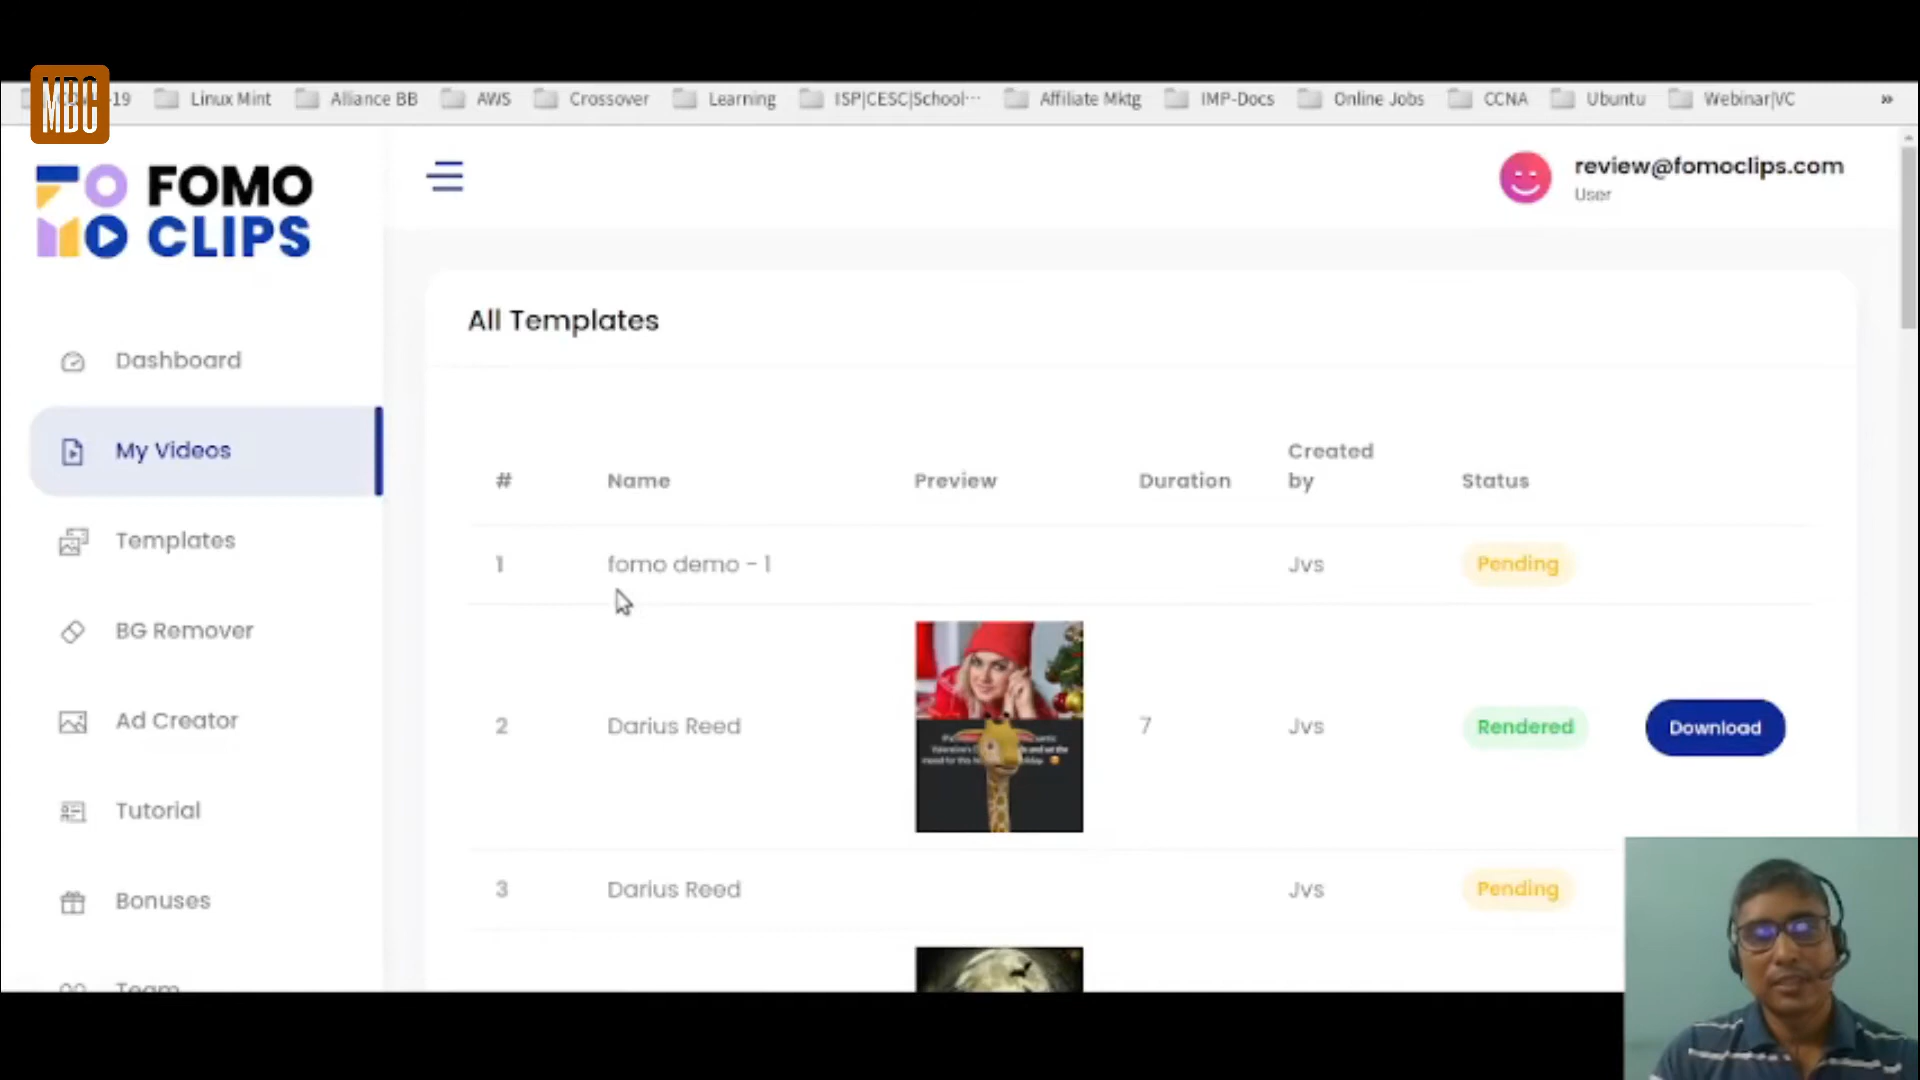 MBC
19
Linux Mint
Alliance BB
AWS
Crossover
Learning
ISP|CESC|School···
Affiliate Mktg
IMP-Docs
Online Jobs
CCNA
Ubuntu
Webinar|VC
»
FOMO
CLIPS
review@fomoclips.com
User
All Templates
Dashboard
My Videos
Templates
BG Remover
Ad Creator
Tutorial
Bonuses
Team
# Name Preview Duration Created by Status
1 fomo demo - 1 Jvs Pending
2 Darius Reed 7 Jvs Rendered Download
3 Darius Reed Jvs Pending